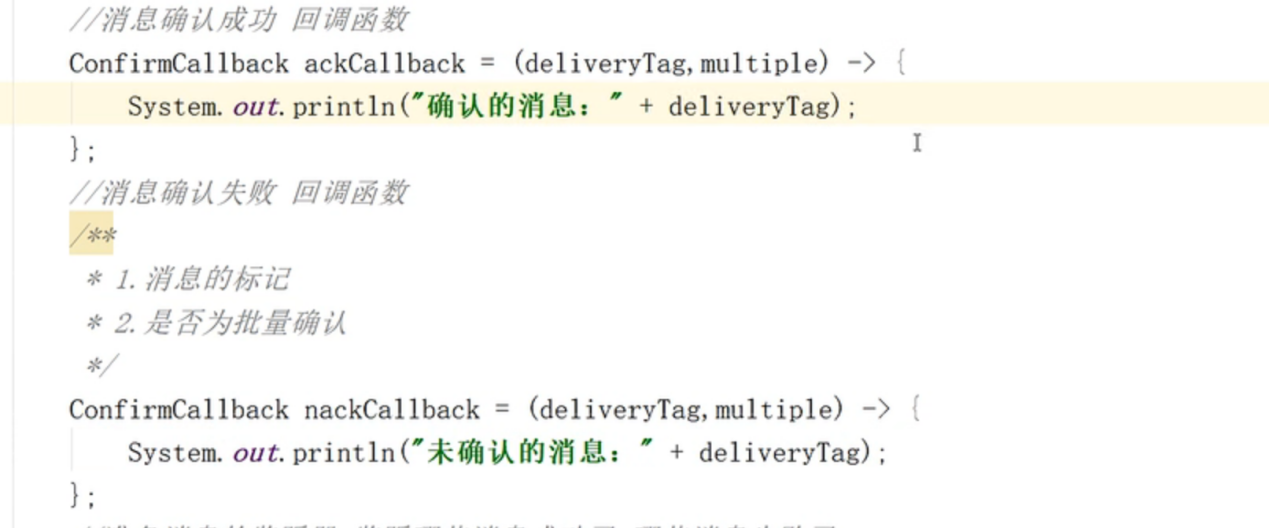 //消息确认成功 回调函数
ConfirmCallback ackCallback = (deliveryTag,multiple) -> {
System.out.println("确认的消息：" + deliveryTag);
};
//消息确认失败 回调函数
/**
* 1.消息的标记
* 2.是否为批量确认
*/
ConfirmCallback nackCallback = (deliveryTag,multiple) -> {
System.out.println("未确认的消息：" + deliveryTag);
};